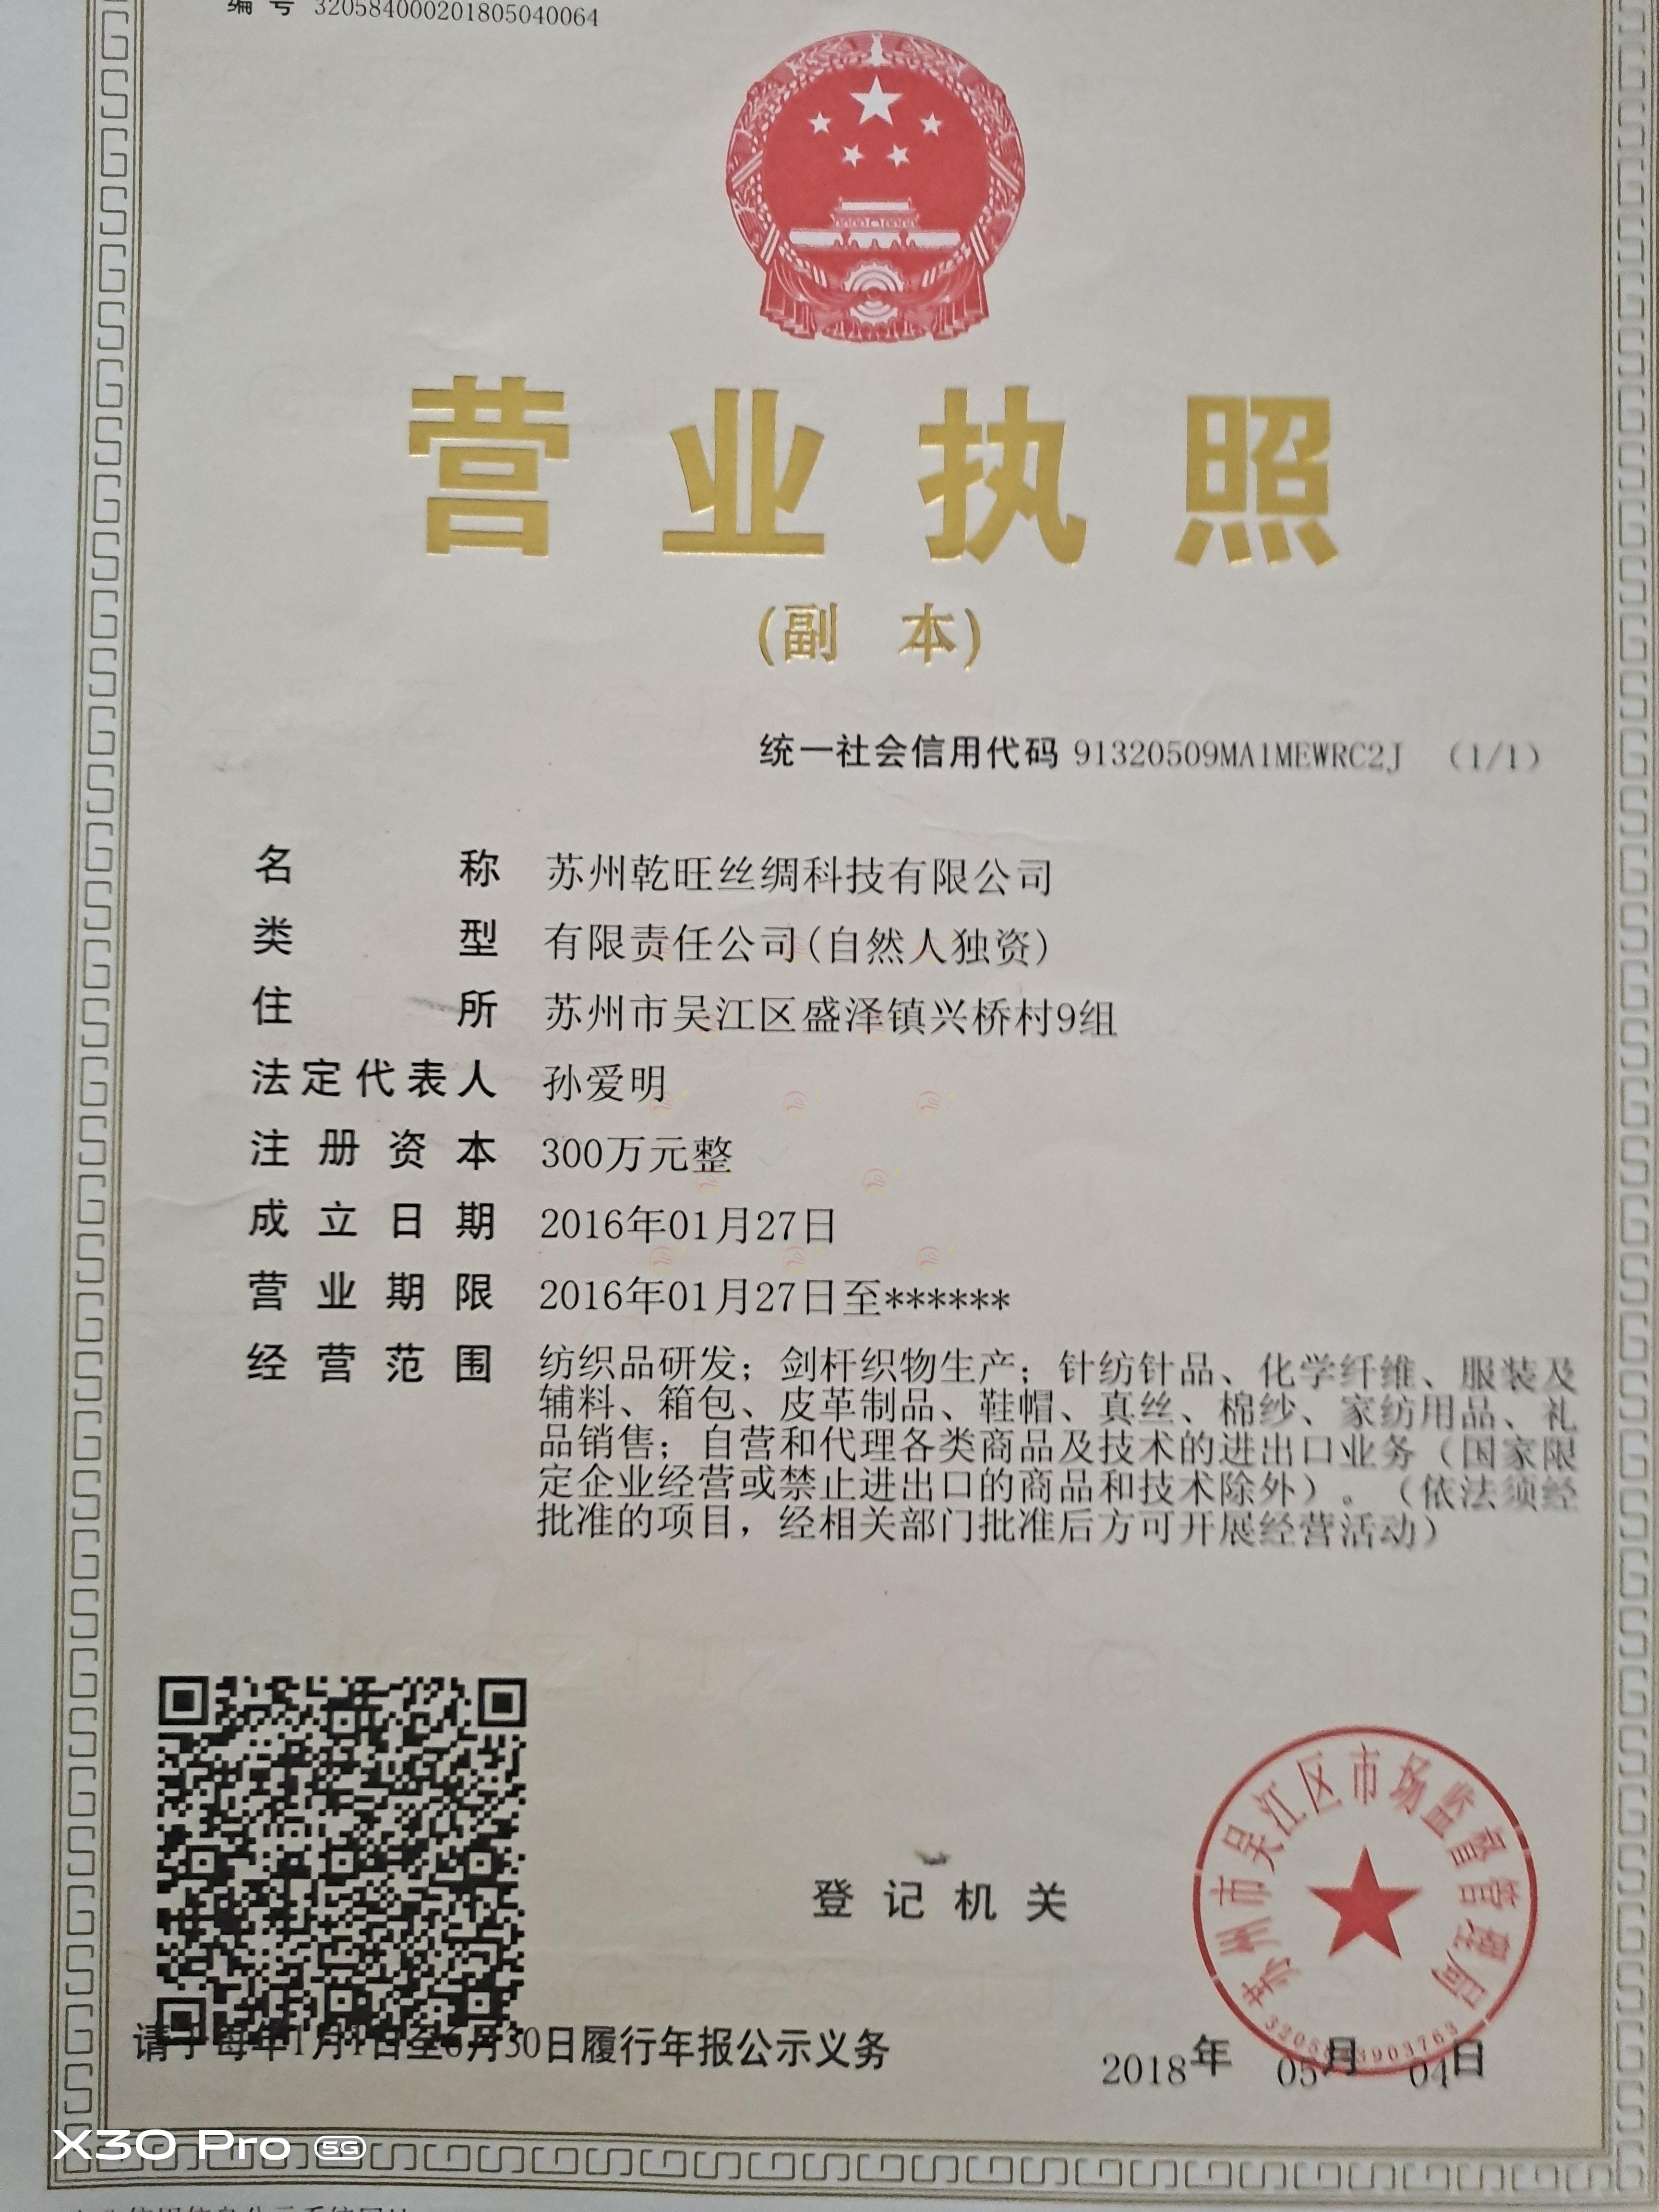 编号 320584000201805040064
营业执照
(副 本)
统一社会信用代码 91320509MA1MEWRC2J (1/1)
名称 苏州乾旺丝绸科技有限公司
类型 有限责任公司(自然人独资)
住所 苏州市吴江区盛泽镇兴桥村9组
法定代表人 孙爱明
注册资本 300万元整
成立日期 2016年01月27日
营业期限 2016年01月27日至******
经营范围 纺织品研发；剑杆织物生产；针纺针品、化学纤维、服装及
辅料、箱包、皮革制品、鞋帽、真丝、棉纱、家纺用品、礼
品销售；自营和代理各类商品及技术的进出口业务（国家限
定企业经营或禁止进出口的商品和技术除外）。（依法须经
批准的项目，经相关部门批准后方可开展经营活动）
登记机关
苏州市吴江区市场监督管理局
请于每年1月1日至6月30日履行年报公示义务
2018年 05月 04日
X30 Pro 5G